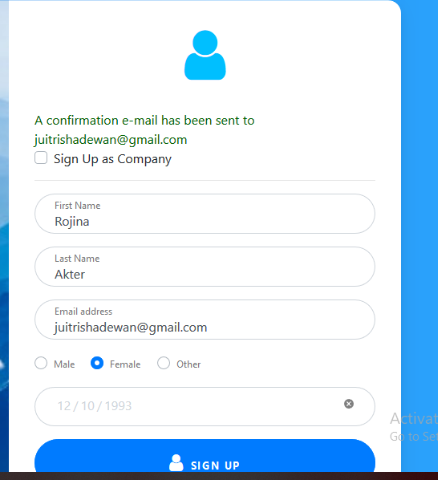 A confirmation e-mail has been sent to
juitrishadewan@gmail.com
Sign Up as Company
First Name
Rojina
Last Name
Akter
Email address
juitrishadewan@gmail.com
Male Female Other
12 / 10 / 1993
SIGN UP
Activat
Go to Set